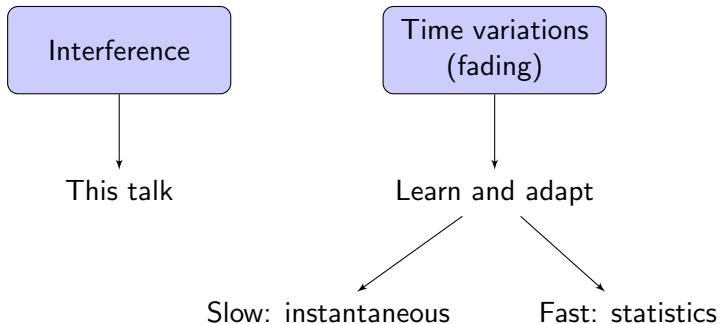 Interference
Time variations
(fading)
This talk
Learn and adapt
Slow: instantaneous
Fast: statistics